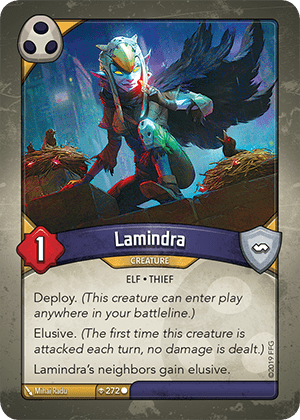 Lamindra
CREATURE
1
ELF • THIEF
Deploy. (This creature can enter play
anywhere in your battleline.)
Elusive. (The first time this creature is
attacked each turn, no damage is dealt.)
Lamindra's neighbors gain elusive.
Mihai Radu
272
©2019 FFG